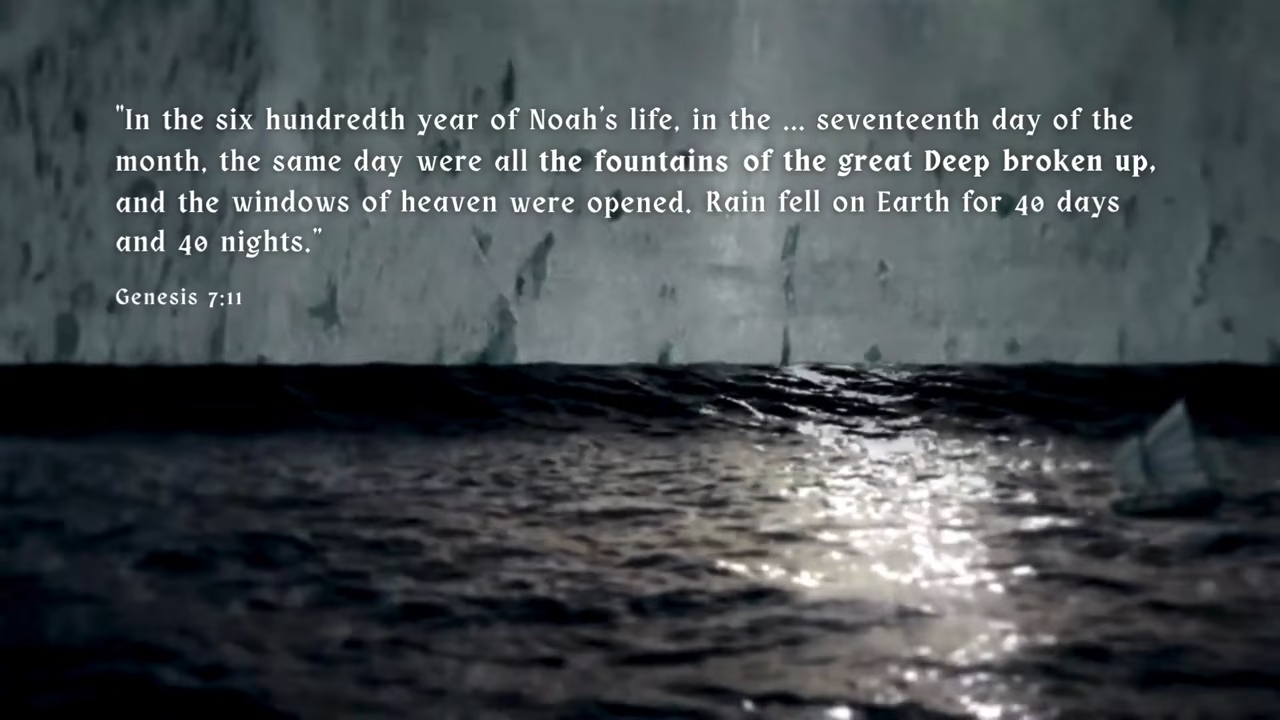 "In the six hundredth year of Noah's life, in the ... seventeenth day of the
month, the same day were all the fountains of the great Deep broken up,
and the windows of heaven were opened. Rain fell on Earth for 40 days
and 40 nights."
Genesis 7:11